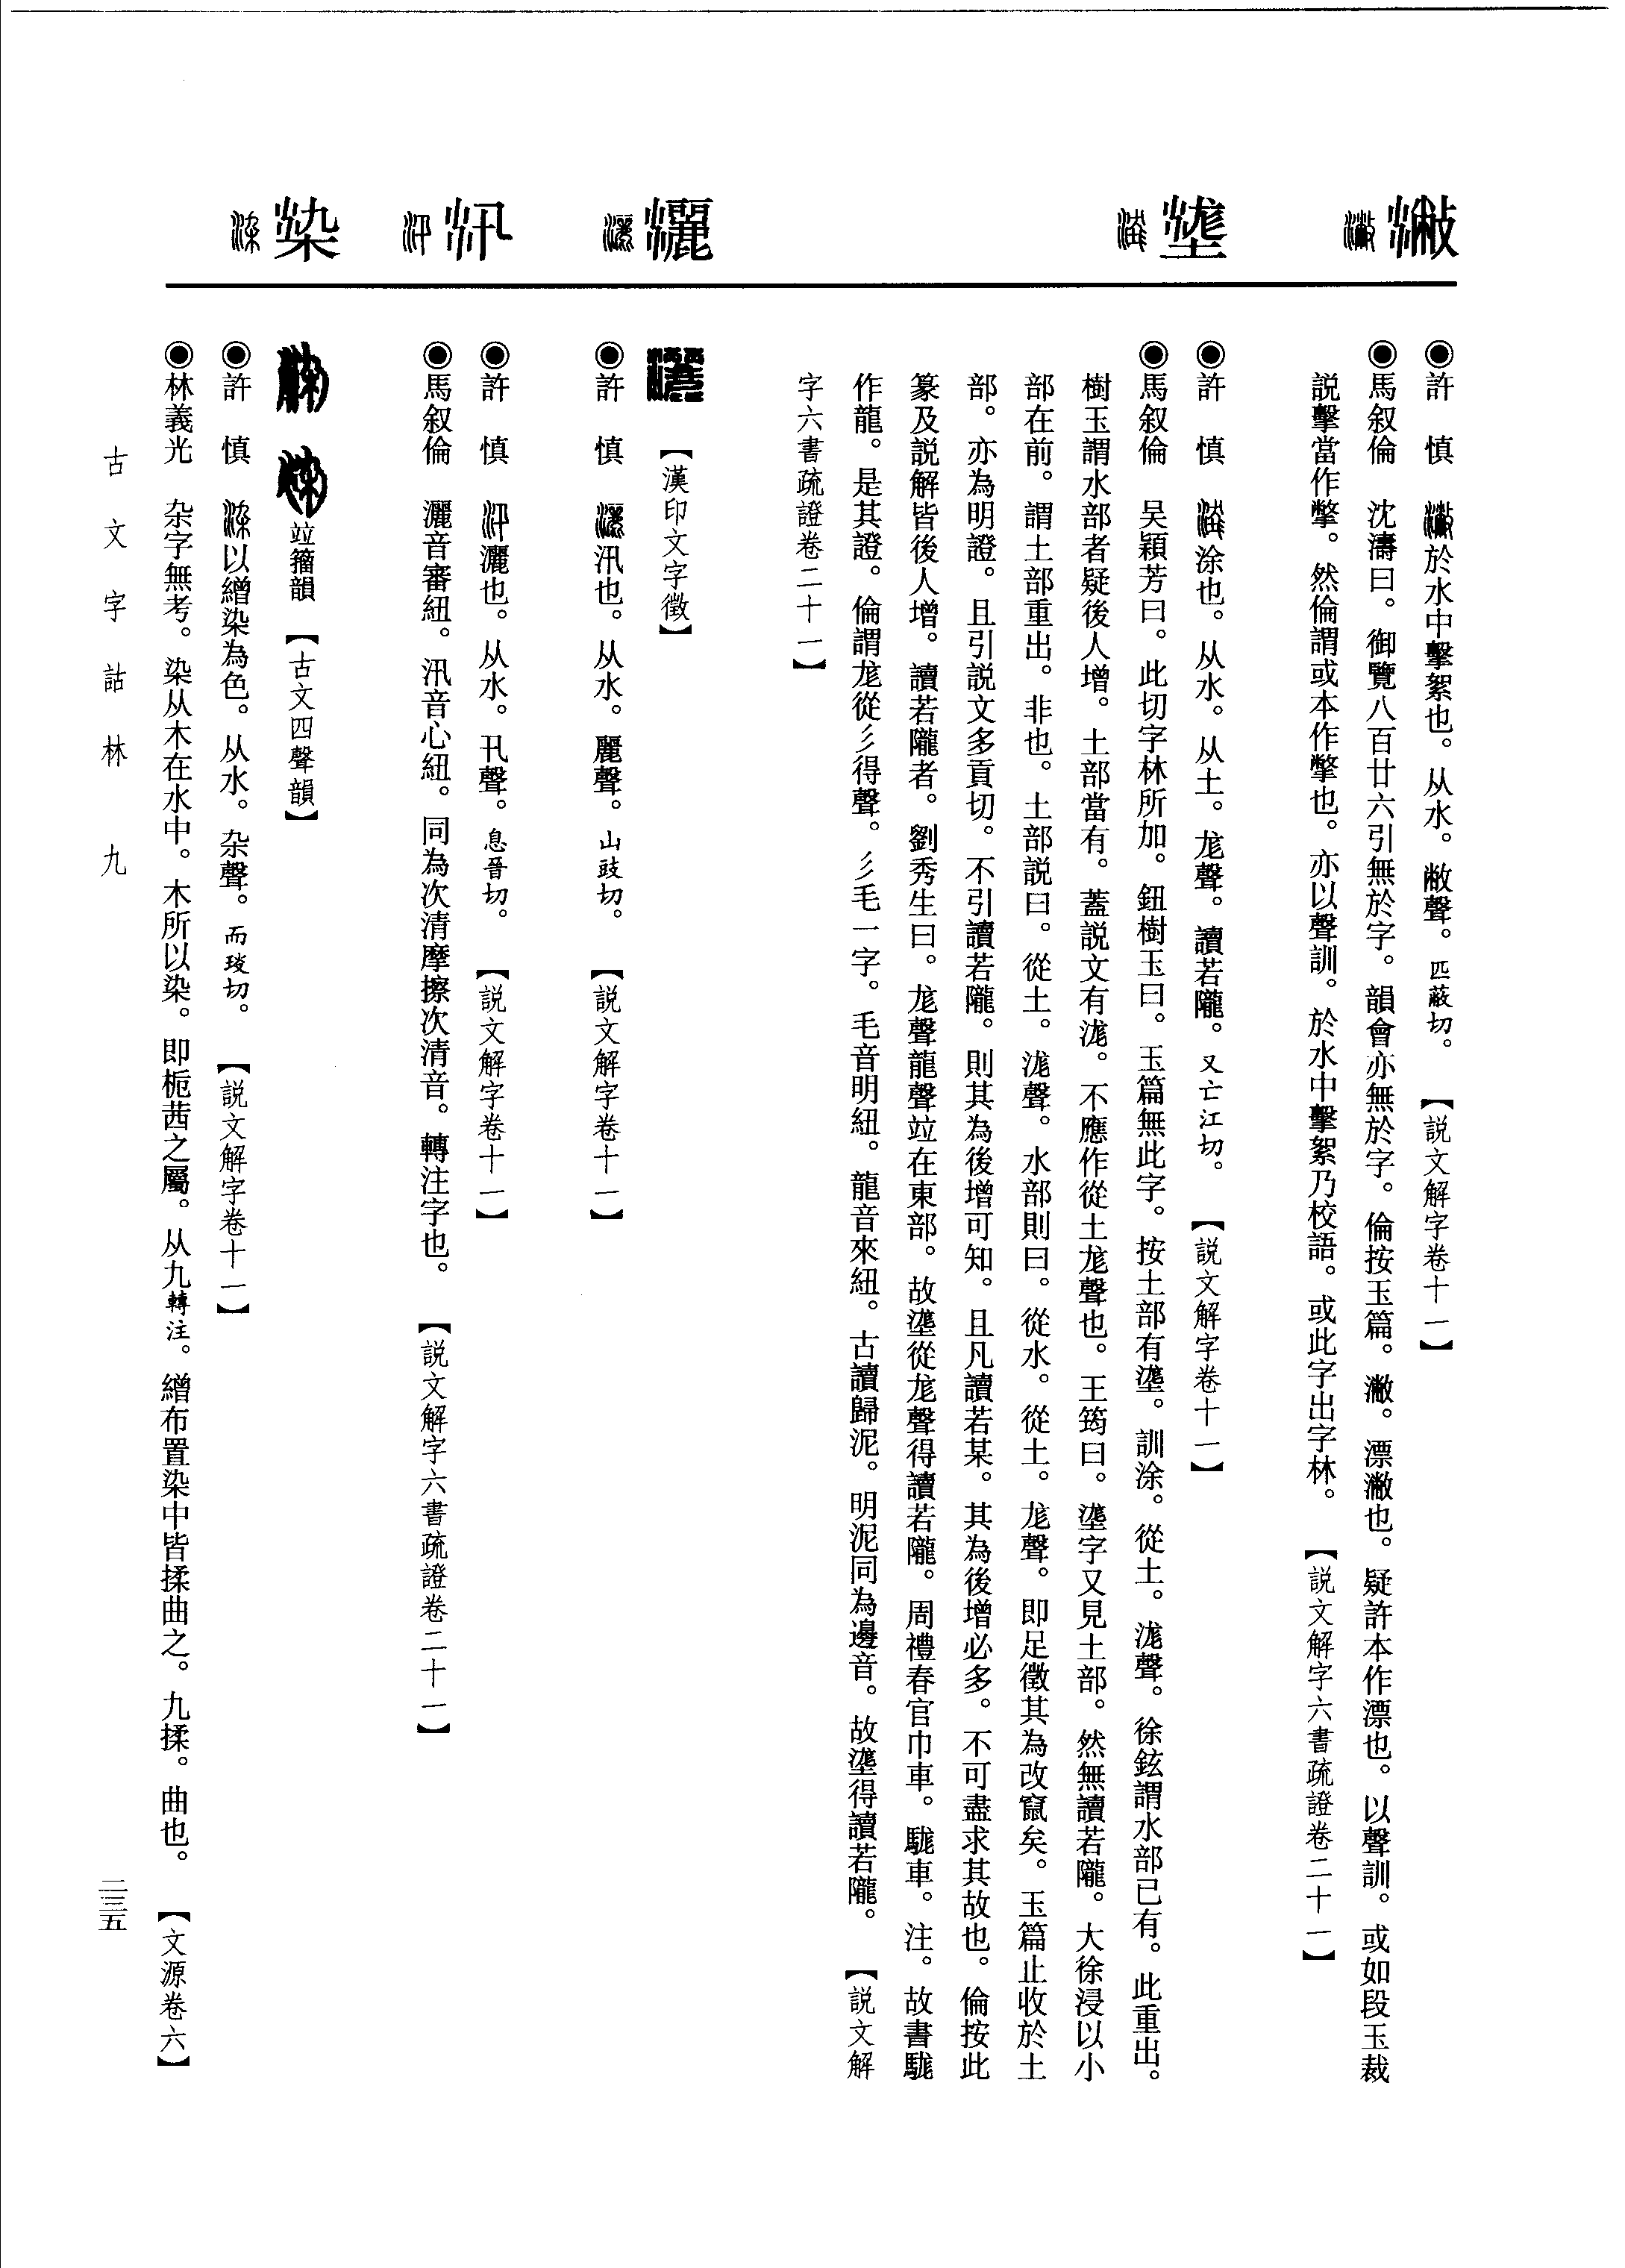 潎 𡒄 灑 汛 染
◉許　慎　於水中擊絮也。从水。敝聲。匹蔽切。【説文解字卷十一】
◉馬叙倫　沈濤曰。御覽八百廿六引無於字。韻會亦無於字。倫按玉篇。潎。漂潎也。疑許本作漂也。以聲訓。或如段玉裁
説擊當作撆。然倫謂或本作撆也。亦以聲訓。於水中擊絮乃校語。或此字出字林。【説文解字六書疏證卷二十一】
◉許　慎　涂也。从水。从土。尨聲。讀若隴。又亡江切。【説文解字卷十一】
◉馬叙倫　吴穎芳曰。此切字林所加。鈕樹玉曰。玉篇無此字。按土部有𡒄。訓涂。從土。浝聲。徐鉉謂水部已有。此重出。
樹玉謂水部者疑後人增。土部當有。蓋説文有浝。不應作從土尨聲也。王筠曰。𡒄字又見土部。然無讀若隴。大徐浸以小
部在前。謂土部重出。非也。土部説曰。從土。浝聲。水部則曰。從水。從土。尨聲。即足徵其為改竄矣。玉篇止收於土
部。亦為明證。且引説文多貢切。不引讀若隴。則其為後增可知。且凡讀若某。其為後增必多。不可盡求其故也。倫按此
篆及説解皆後人增。讀若隴者。劉秀生曰。尨聲龍聲竝在東部。故𡒄從尨聲得讀若隴。周禮春官巾車。駹車。注。故書駹
作龍。是其證。倫謂尨從彡得聲。彡毛一字。毛音明紐。龍音來紐。古讀歸泥。明泥同為邊音。故𡒄得讀若隴。【説文解
字六書疏證卷二十一】
【漢印文字徵】
◉許　慎　汛也。从水。麗聲。山豉切。【説文解字卷十一】
◉許　慎　灑也。从水。卂聲。息晉切。【説文解字卷十一】
◉馬叙倫　灑音審紐。汛音心紐。同為次清摩擦次清音。轉注字也。【説文解字六書疏證卷二十一】
竝籀韻【古文四聲韻】
◉許　慎　以繒染為色。从水。杂聲。而琰切。【説文解字卷十一】
◉林義光　杂字無考。染从木在水中。木所以染。即栀茜之屬。从九轉注。繒布置染中皆揉曲之。九揉。曲也。【文源卷六】
古文字詁林　九
二三五